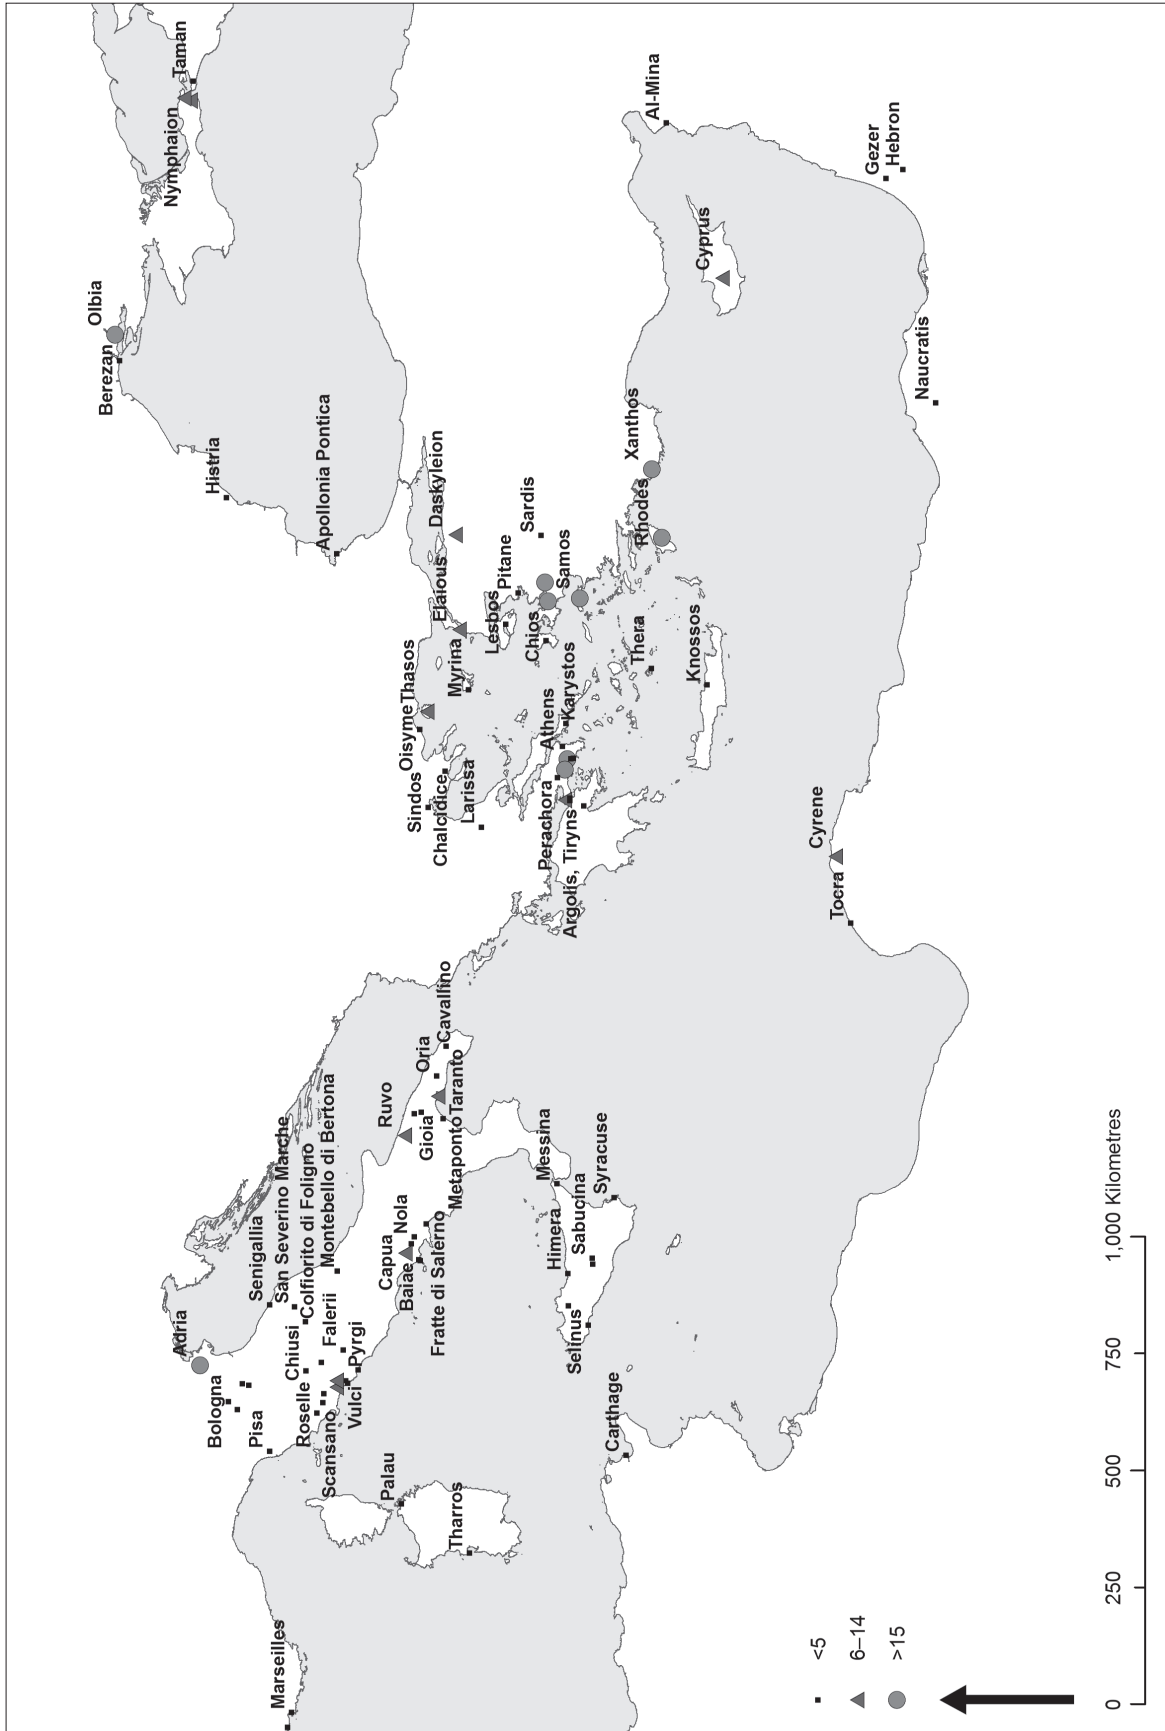 Taman
Nymphaion
Olbia
Berezan
Histria
Apollonia Pontica
Al-Mina
Gezer
Hebron
Cyprus
Naucratis
Xanthos
Rhodes
Daskyleion
Elaious
Sardis
Pitane
Samos
Lesbos
Chios
Myrina
Thasos
Oisyme
Sindos
Chalcidice
Larissa
Thera
Knossos
Karystos
Athens
Perachora
Argolis, Tiryns
Cyrene
Tocra
Cavallino
Oria
Taranto
Ruvo
Gioia
Metaponto
Messina
Syracuse
Sabucina
Himera
Selinus
Adria
Senigallia
San Severino Marche
Colfiorito di Foligno
Montebello di Bertona
Nola
Capua
Baiae
Fratte di Salerno
Falerii
Chiusi
Pyrgi
Vulci
Roselle
Scansano
Bologna
Pisa
Palau
Tharros
Carthage
Marseilles
<5
6–14
>15
0 250 500 750 1,000 Kilometres